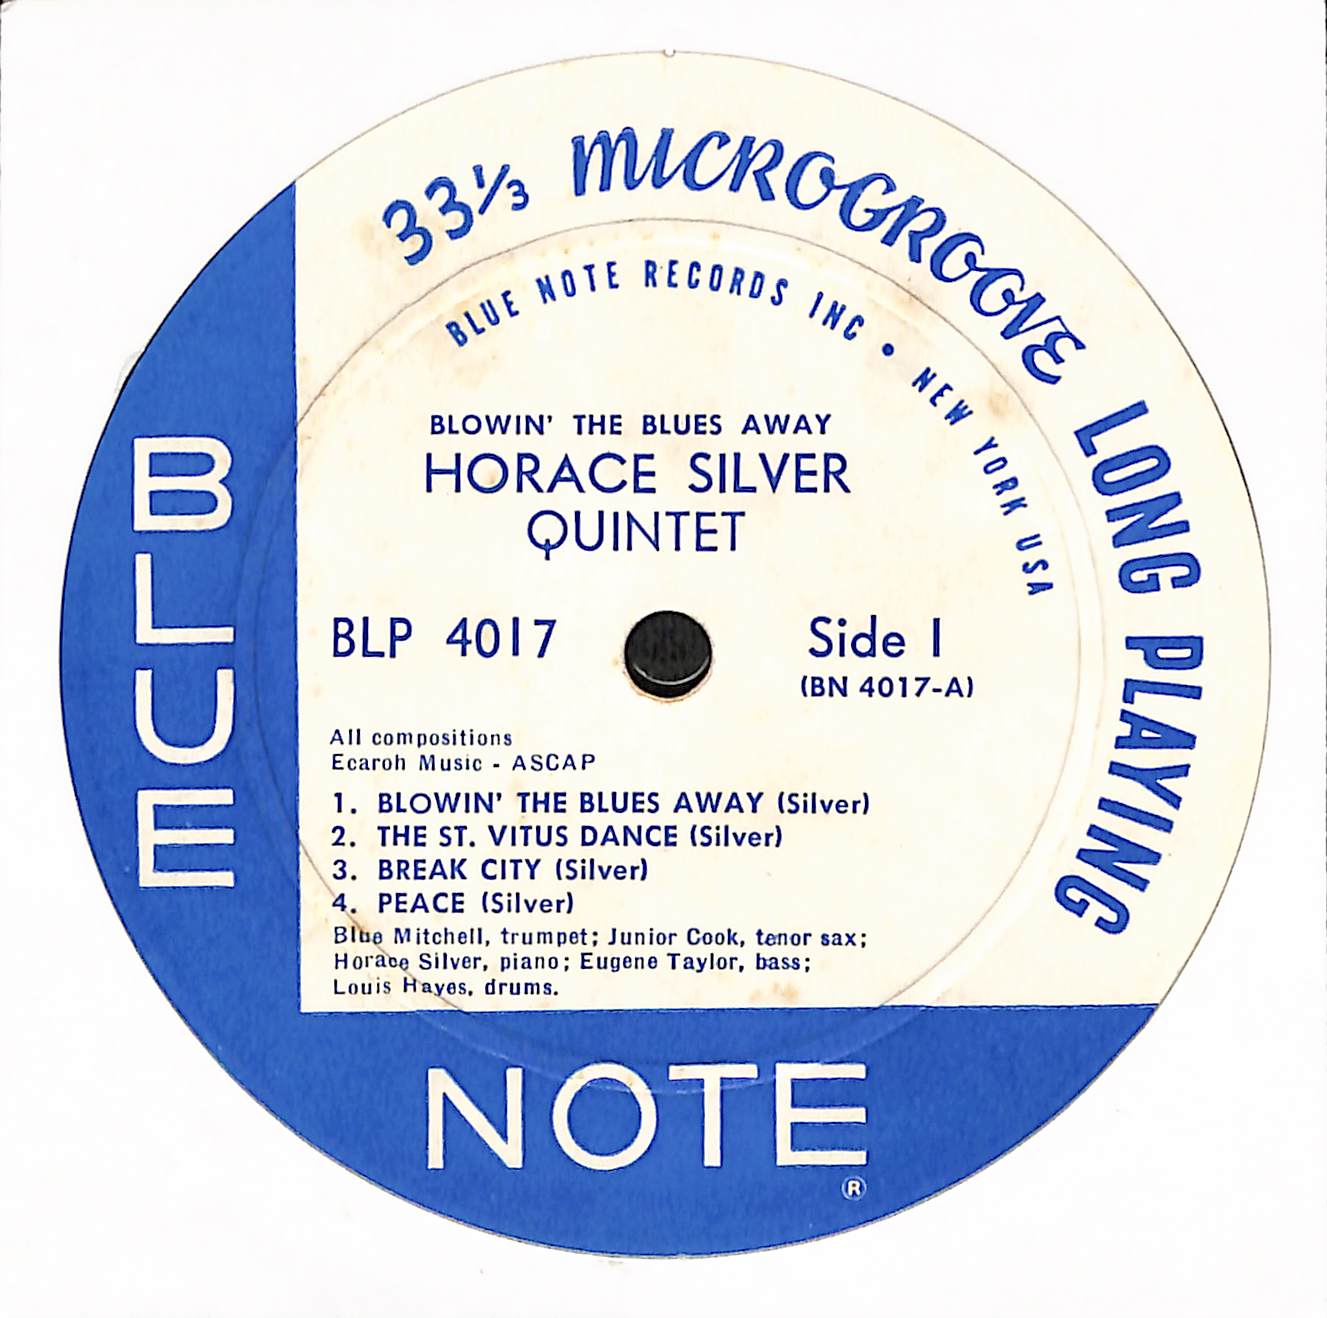 33⅓ MICROGROOVE LONG PLAYING
BLUE NOTE RECORDS INC • NEW YORK USA
BLOWIN' THE BLUES AWAY
HORACE SILVER
QUINTET
BLP 4017
Side 1
(BN 4017-A)
All compositions
Ecaroh Music - ASCAP
1. BLOWIN' THE BLUES AWAY (Silver)
2. THE ST. VITUS DANCE (Silver)
3. BREAK CITY (Silver)
4. PEACE (Silver)
Blue Mitchell, trumpet; Junior Cook, tenor sax;
Horace Silver, piano; Eugene Taylor, bass;
Louis Hayes, drums.
BLUE
NOTE
®